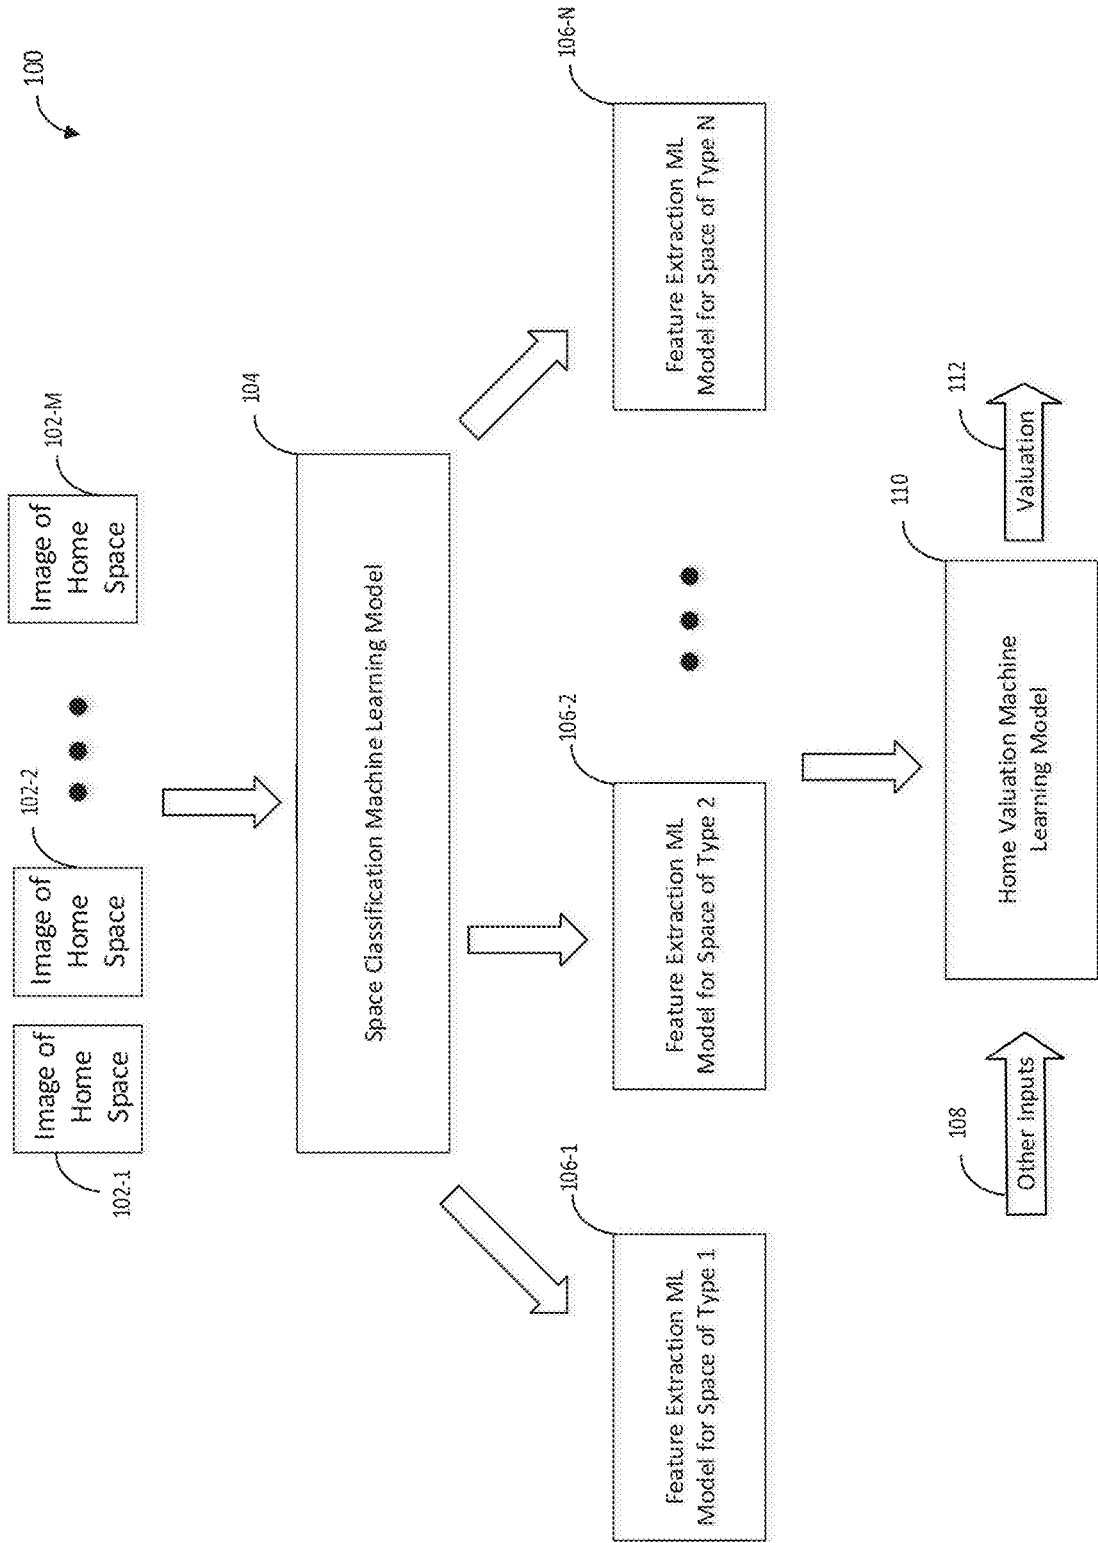 100
102-1
Image of
Home
Space
102-2
Image of
Home
Space
102-M
Image of
Home
Space
104
Space Classification Machine Learning Model
106-1
Feature Extraction ML
Model for Space of Type 1
106-2
Feature Extraction ML
Model for Space of Type 2
106-N
Feature Extraction ML
Model for Space of Type N
108
Other Inputs
110
Home Valuation Machine
Learning Model
112
Valuation